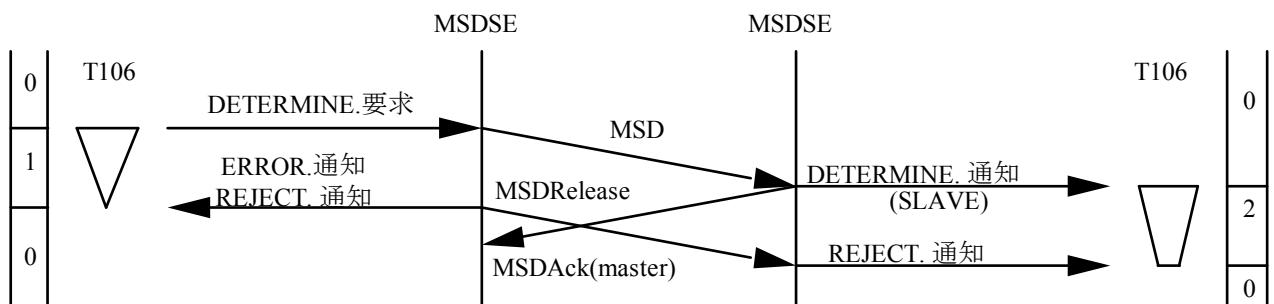 MSDSE MSDSE
T106 T106
0 0
DETERMINE.要求
MSD
1
ERROR.通知
REJECT. 通知
MSDRelease
DETERMINE. 通知
(SLAVE)
2
0
MSDAck(master)
REJECT. 通知
0